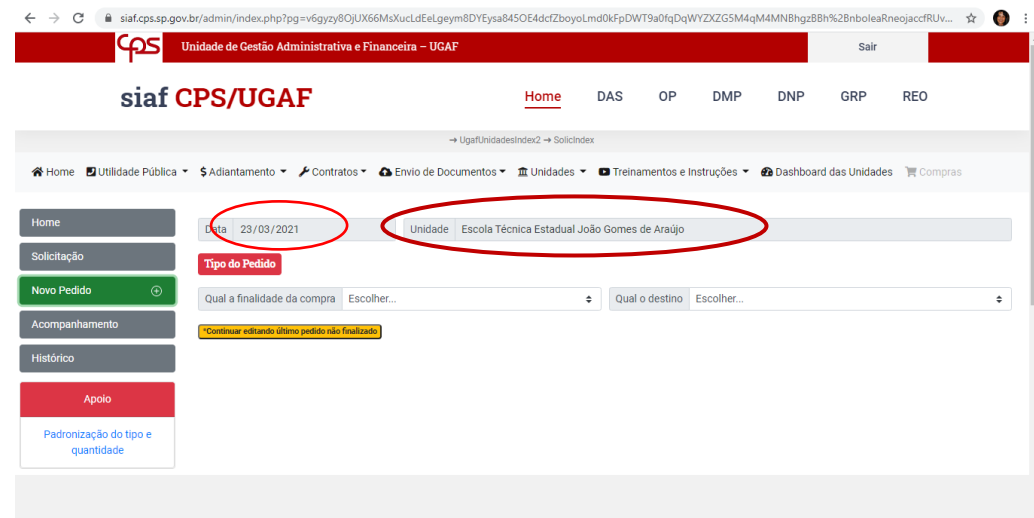 siaf.cps.sp.gov.br/admin/index.php?pg=v6gyzy8OjUX66MsXucLdEeLgeym8DYEysa845OE4dcfZboyoLmd0kFpDWT9a0fqDqWYZXZG5M4qM4MNBhgzBBh%2BnboleaRneojaccfRUv...
cps Unidade de Gestão Administrativa e Financeira – UGAF Sair
siaf CPS/UGAF Home DAS OP DMP DNP GRP REO
→ UgafUnidadesIndex2 → SolicIndex
Home Utilidade Pública $ Adiantamento Contratos Envio de Documentos Unidades Treinamentos e Instruções Dashboard das Unidades Compras
Home
Solicitação
Novo Pedido
Acompanhamento
Histórico
Apoio
Padronização do tipo e
quantidade
Data 23/03/2021 Unidade Escola Técnica Estadual João Gomes de Araújo
Tipo do Pedido
Qual a finalidade da compra Escolher... Qual o destino Escolher...
*Continuar editando último pedido não finalizado